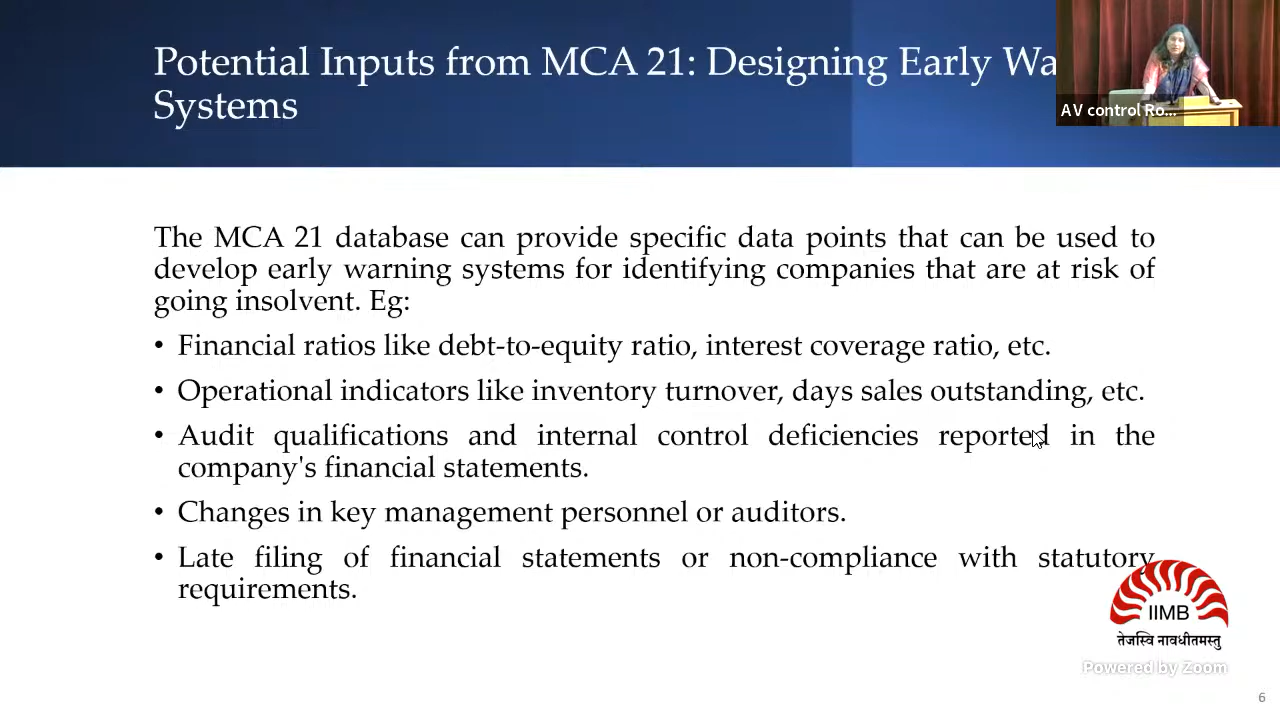 Potential Inputs from MCA 21: Designing Early Wa
Systems
AV control Ro...
The MCA 21 database can provide specific data points that can be used to
develop early warning systems for identifying companies that are at risk of
going insolvent. Eg:
• Financial ratios like debt-to-equity ratio, interest coverage ratio, etc.
• Operational indicators like inventory turnover, days sales outstanding, etc.
• Audit qualifications and internal control deficiencies reported in the
company's financial statements.
• Changes in key management personnel or auditors.
• Late filing of financial statements or non-compliance with statutory
requirements.
IIMB
तेजस्वि नावधीतमस्तु
Powered by Zoom
6